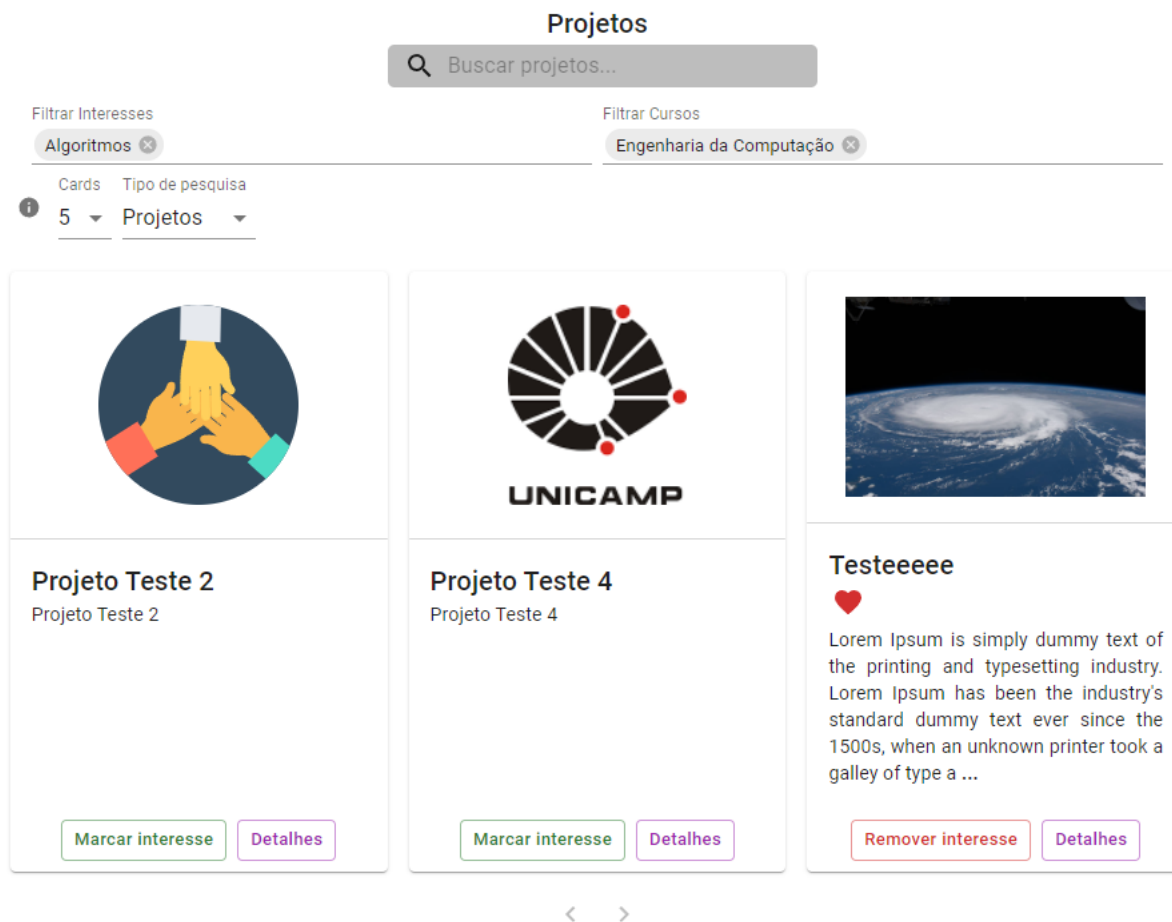 Projetos
Buscar projetos...
Filtrar Interesses
Filtrar Cursos
Algoritmos
Engenharia da Computação
Cards
Tipo de pesquisa
5
Projetos
UNICAMP
Projeto Teste 2
Projeto Teste 2
Marcar interesse
Detalhes
Projeto Teste 4
Projeto Teste 4
Marcar interesse
Detalhes
Testeeeee
Lorem Ipsum is simply dummy text of
the printing and typesetting industry.
Lorem Ipsum has been the industry's
standard dummy text ever since the
1500s, when an unknown printer took a
galley of type a ...
Remover interesse
Detalhes